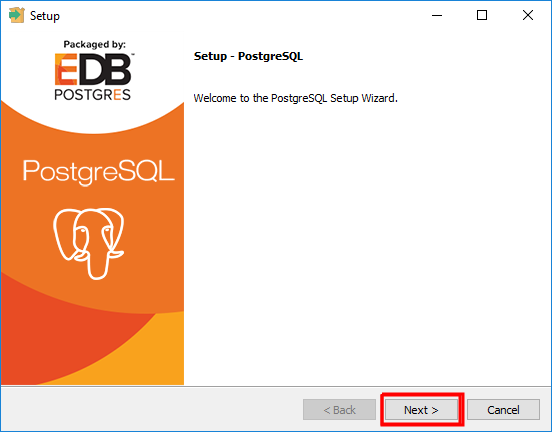 Setup
Packaged by:
EDB
POSTGRES
PostgreSQL
Setup - PostgreSQL
Welcome to the PostgreSQL Setup Wizard.
< Back
Next >
Cancel